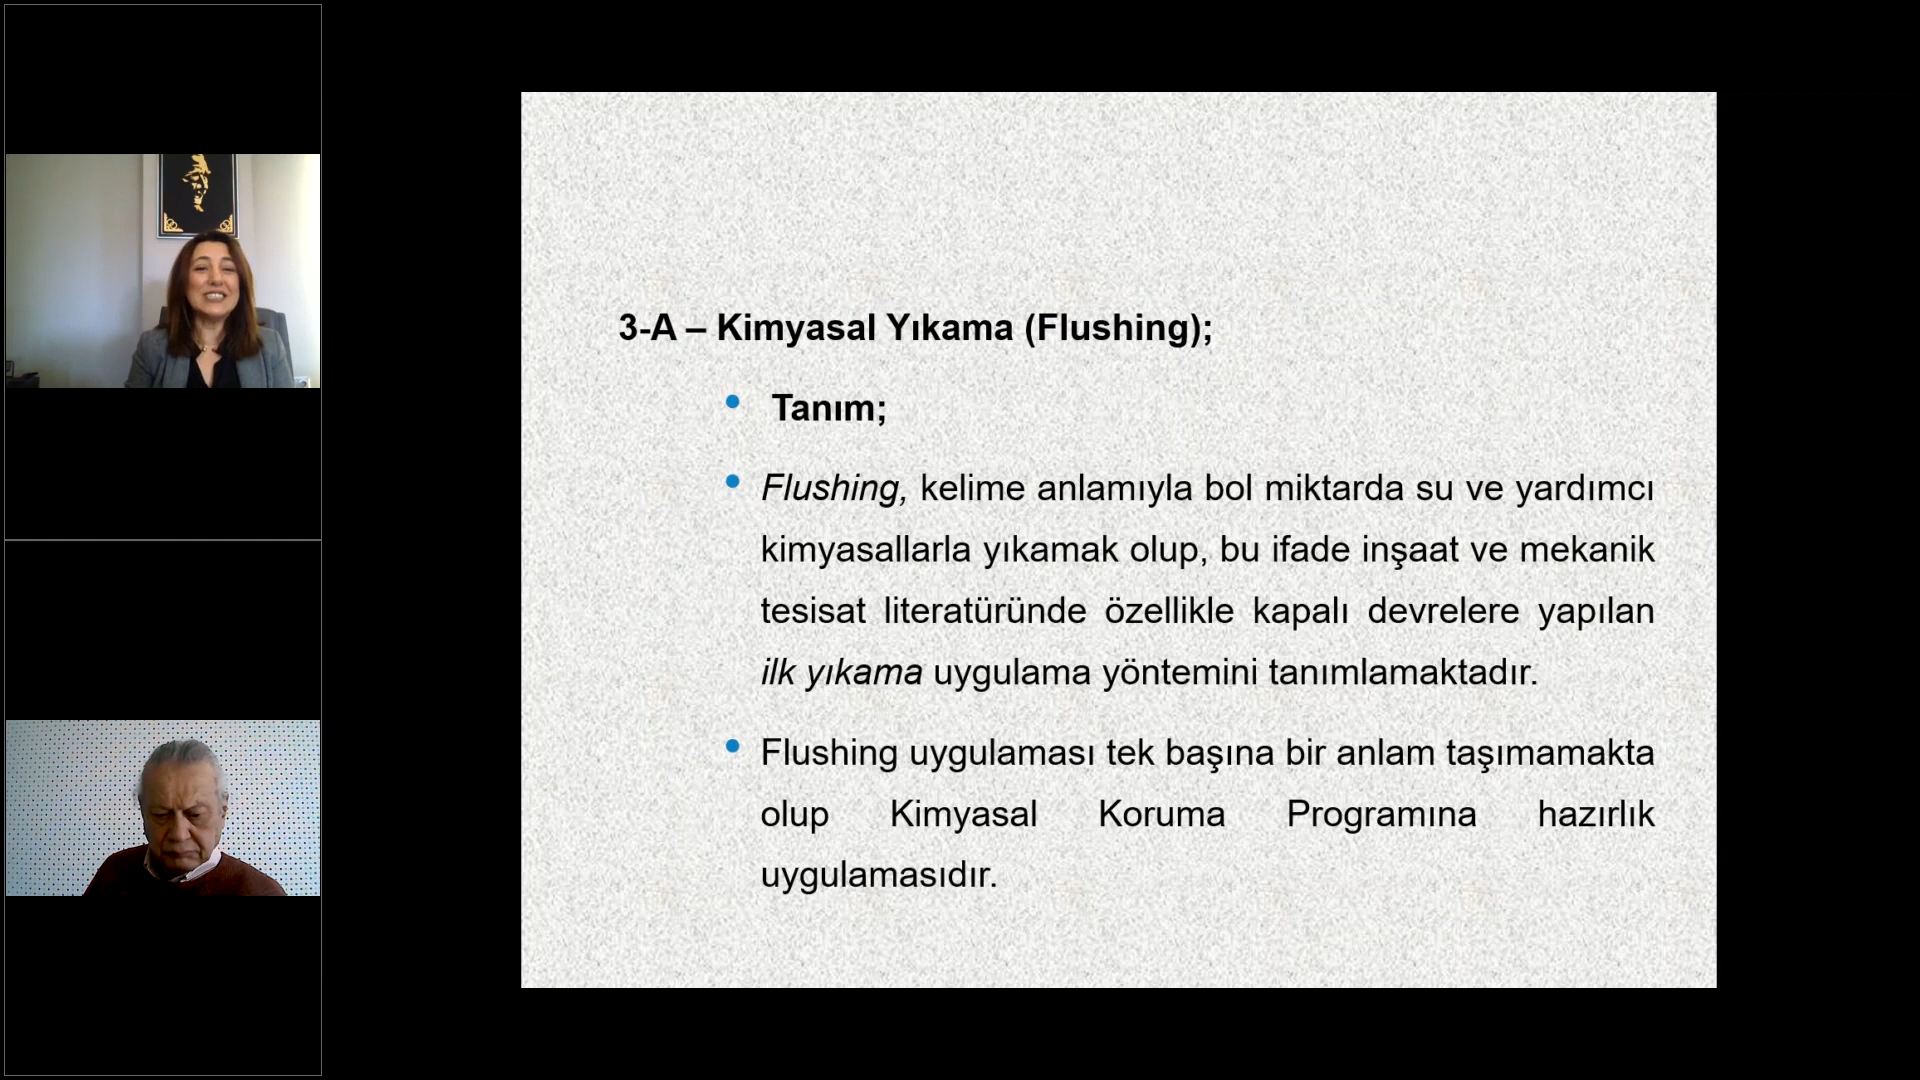 3-A – Kimyasal Yıkama (Flushing);
Tanım;
Flushing, kelime anlamıyla bol miktarda su ve yardımcı
kimyasallarla yıkamak olup, bu ifade inşaat ve mekanik
tesisat literatüründe özellikle kapalı devrelere yapılan
ilk yıkama uygulama yöntemini tanımlamaktadır.
Flushing uygulaması tek başına bir anlam taşımamakta
olup Kimyasal Koruma Programına hazırlık
uygulamasıdır.